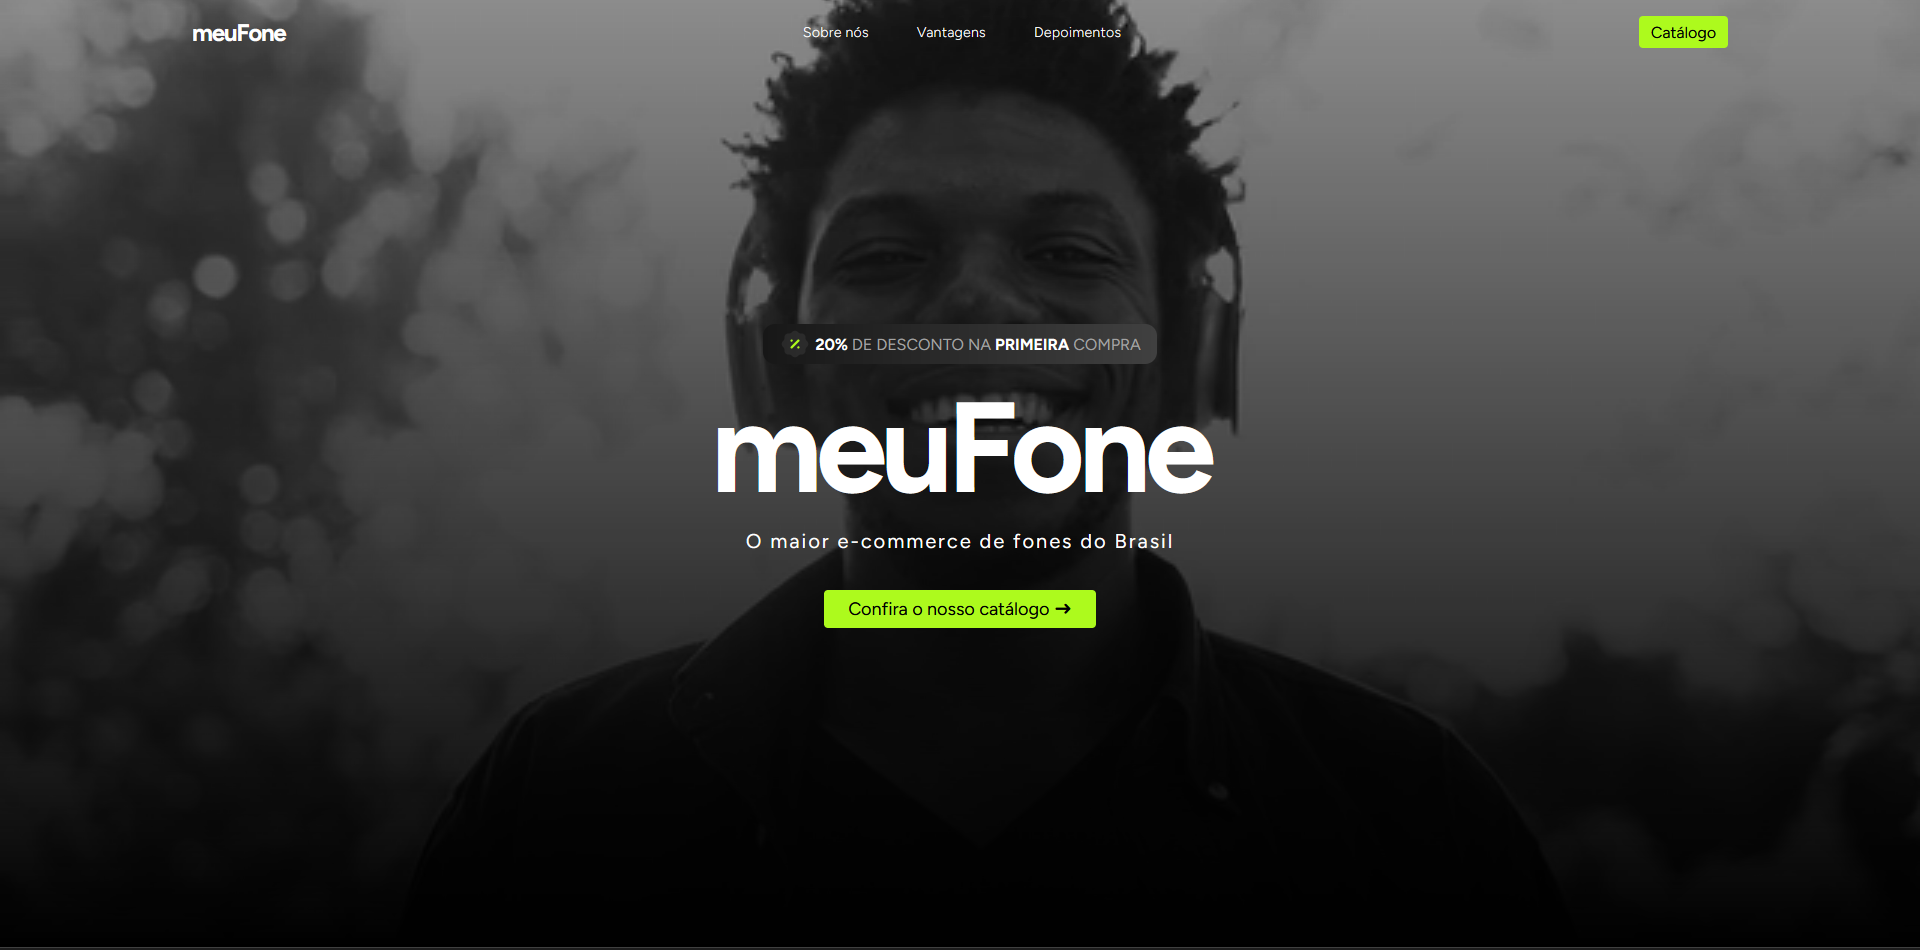 meuFone
Sobre nós
Vantagens
Depoimentos
Catálogo
20% DE DESCONTO NA PRIMEIRA COMPRA
meuFone
O maior e-commerce de fones do Brasil
Confira o nosso catálogo →